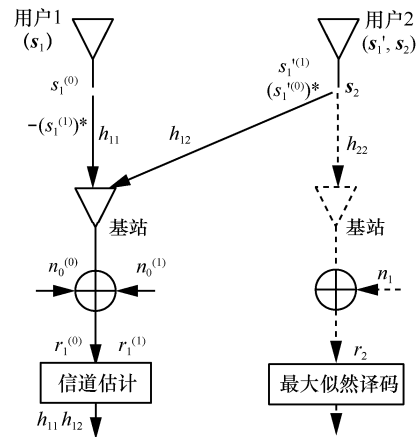 用户1
(s₁)
用户2
(s₁', s₂)
s₁⁽⁰⁾
-(s₁⁽¹⁾)*
h₁₁
h₁₂
s₁'⁽¹⁾
(s₁'⁽⁰⁾)*
s₂
h₂₂
基站
基站
n₀⁽⁰⁾
n₀⁽¹⁾
n₁
r₁⁽⁰⁾
r₁⁽¹⁾
r₂
信道估计
最大似然译码
h₁₁ h₁₂